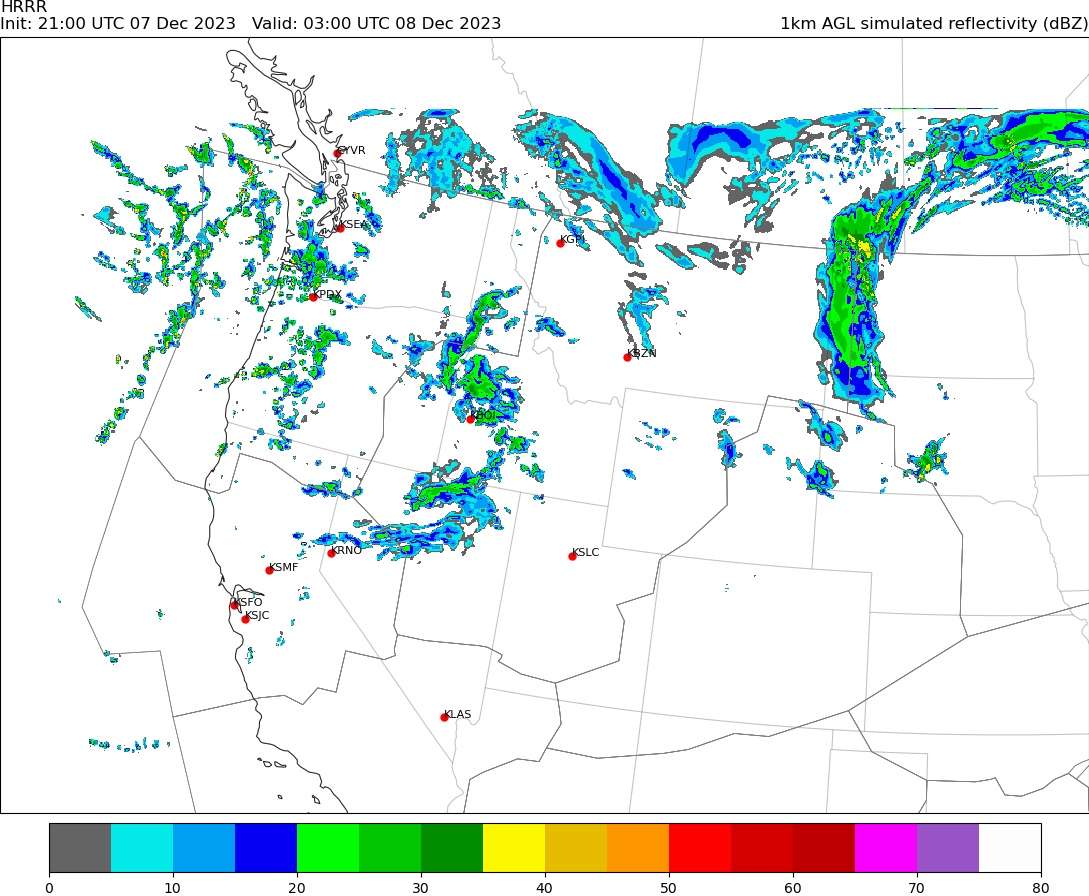 HRRR
Init: 21:00 UTC 07 Dec 2023   Valid: 03:00 UTC 08 Dec 2023
1km AGL simulated reflectivity (dBZ)
CYVR
KSEA
KGPI
KPDX
KBZN
KBOI
KRNO
KSLC
KSMF
KSFO
KSJC
KLAS
0 10 20 30 40 50 60 70 80